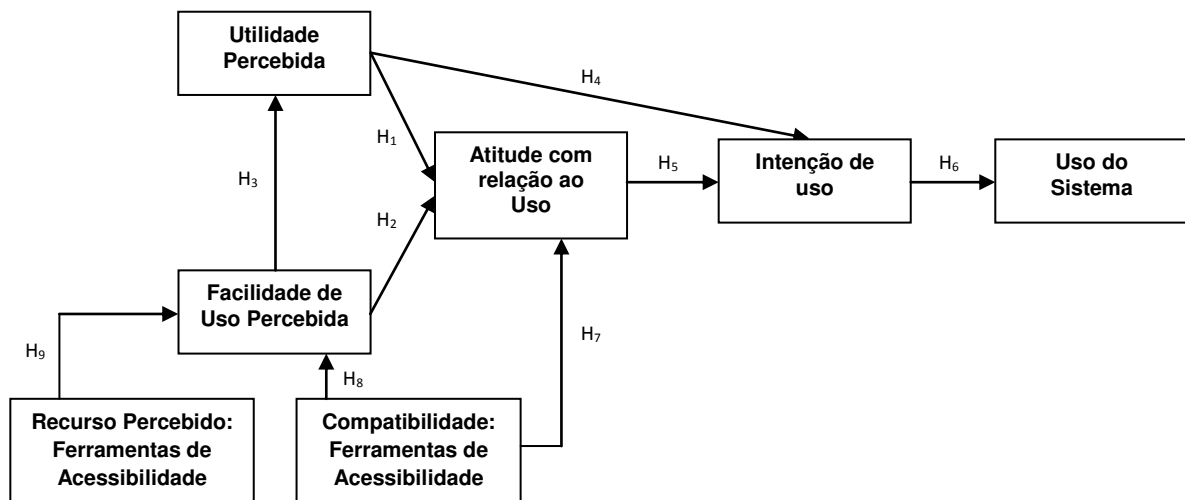 Utilidade
Percebida
H4
H1
H3
Atitude com
relação ao
Uso
H5
Intenção de
uso
H6
Uso do
Sistema
H2
Facilidade de
Uso Percebida
H9
H8
H7
Recurso Percebido:
Ferramentas de
Acessibilidade
Compatibilidade:
Ferramentas de
Acessibilidade